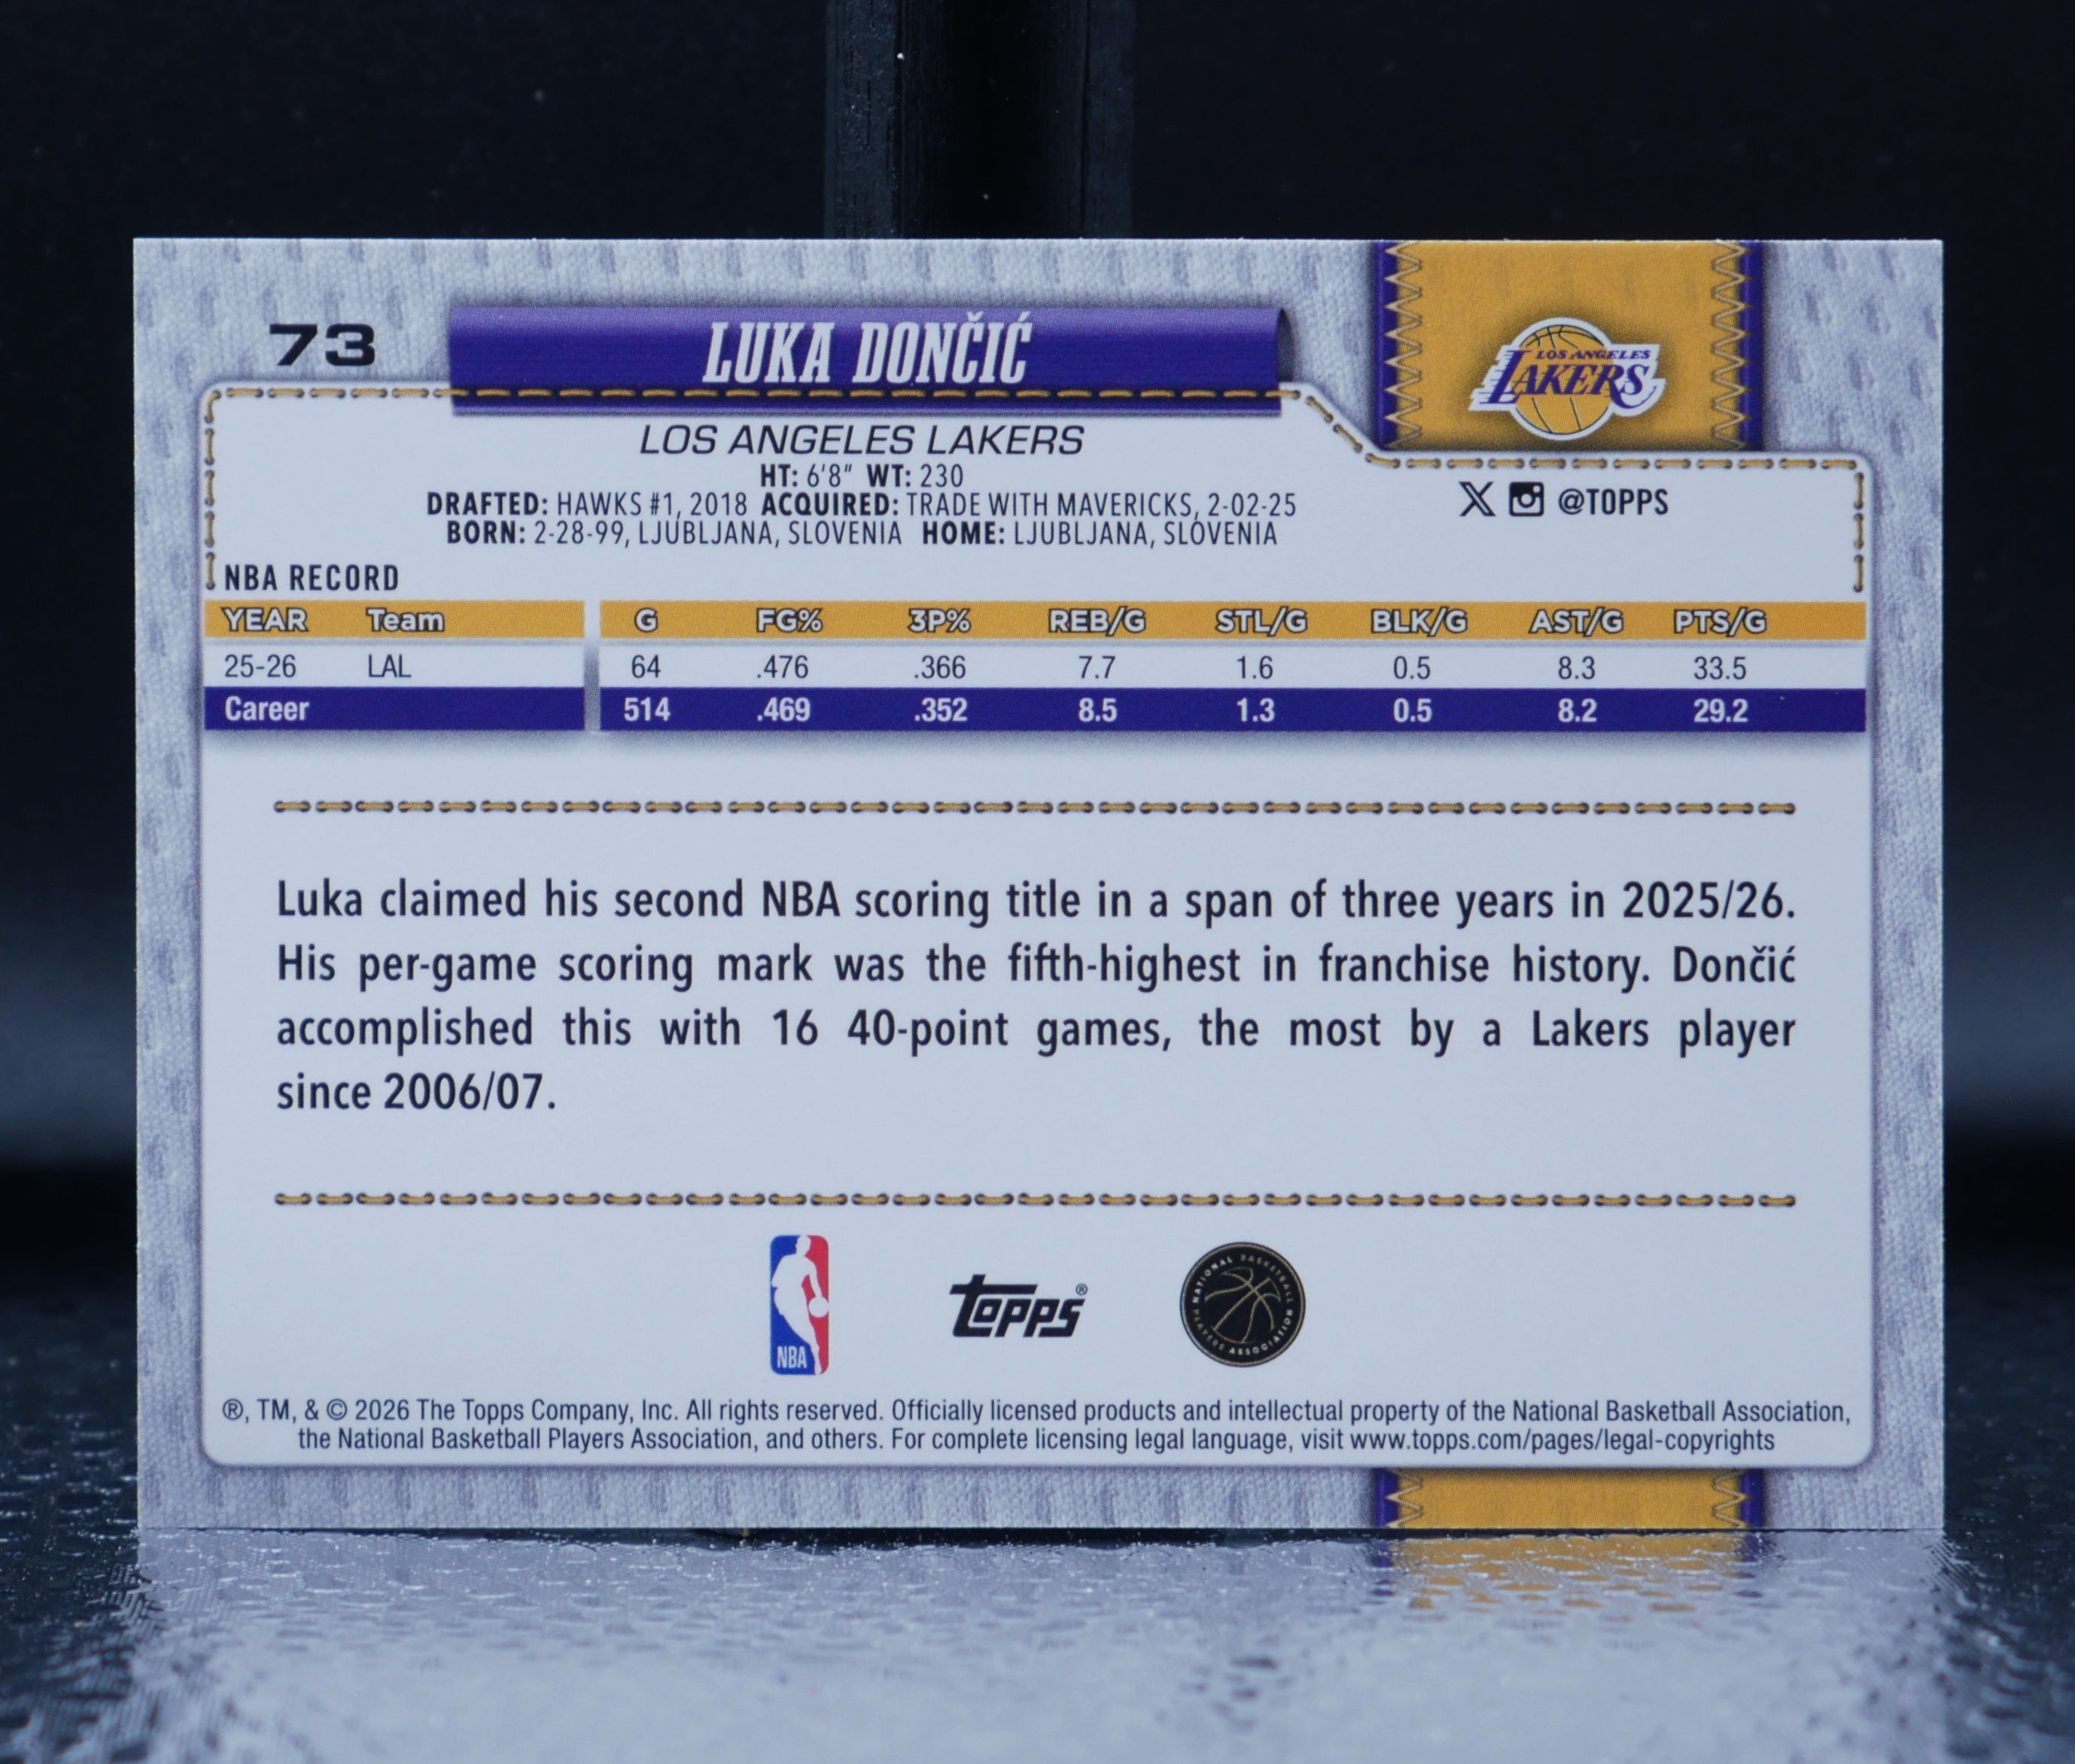 73
LUKA DONČIĆ
LOS ANGELES LAKERS
LOS ANGELES LAKERS
HT: 6'8" WT: 230
DRAFTED: HAWKS #1, 2018 ACQUIRED: TRADE WITH MAVERICKS, 2-02-25
BORN: 2-28-99, LJUBLJANA, SLOVENIA HOME: LJUBLJANA, SLOVENIA
@TOPPS
NBA RECORD
YEAR Team G FG% 3P% REB/G STL/G BLK/G AST/G PTS/G
25-26 LAL 64 .476 .366 7.7 1.6 0.5 8.3 33.5
Career 514 .469 .352 8.5 1.3 0.5 8.2 29.2
Luka claimed his second NBA scoring title in a span of three years in 2025/26.
His per-game scoring mark was the fifth-highest in franchise history. Dončić
accomplished this with 16 40-point games, the most by a Lakers player
since 2006/07.
NBA
Topps®
NATIONAL BASKETBALL PLAYERS ASSOCIATION
®, TM, & © 2026 The Topps Company, Inc. All rights reserved. Officially licensed products and intellectual property of the National Basketball Association,
the National Basketball Players Association, and others. For complete licensing legal language, visit www.topps.com/pages/legal-copyrights